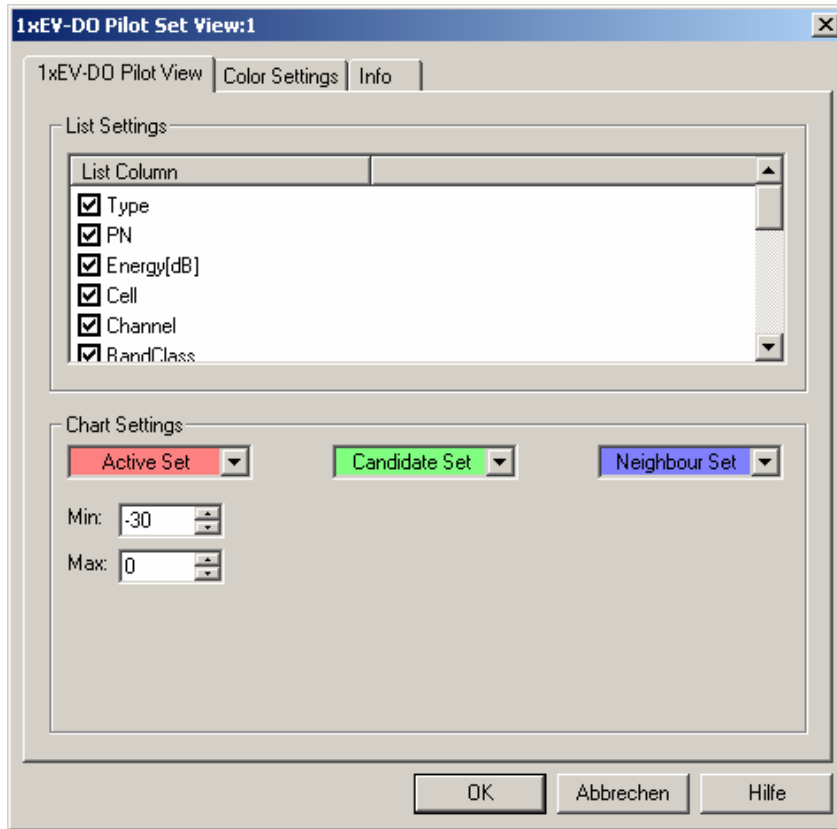 1xEV-DO Pilot Set View:1
1xEV-DO Pilot View Color Settings Info
List Settings
List Column
Type
PN
Energy[dB]
Cell
Channel
BandClass
Chart Settings
Active Set Candidate Set Neighbour Set
Min: -30
Max: 0
OK Abbrechen Hilfe